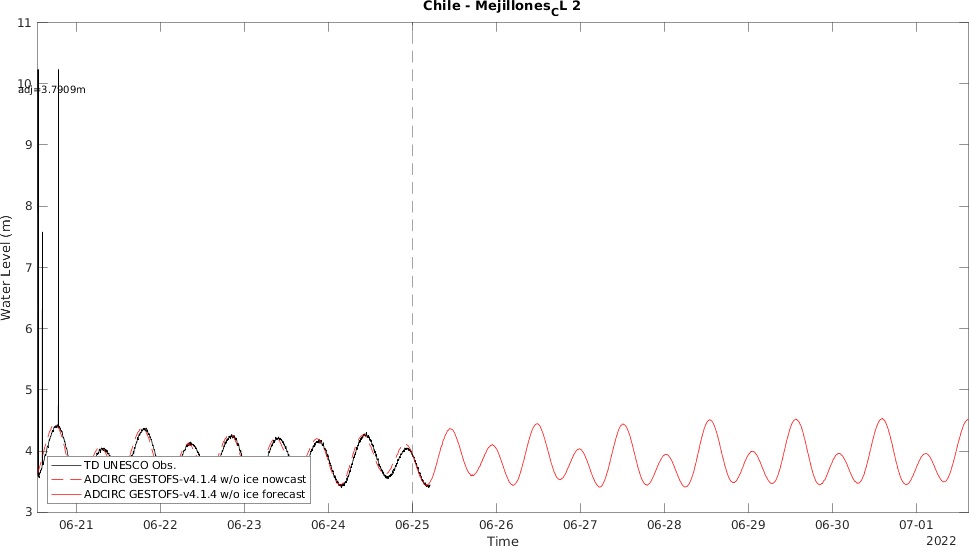 Chile - Mejillones_CL 2
11
10
adj=3.7909m
9
8
7
6
5
4
3
Water Level (m)
TD UNESCO Obs.
ADCIRC GESTOFS-v4.1.4 w/o ice nowcast
ADCIRC GESTOFS-v4.1.4 w/o ice forecast
06-21 06-22 06-23 06-24 06-25 06-26 06-27 06-28 06-29 06-30 07-01
Time
2022